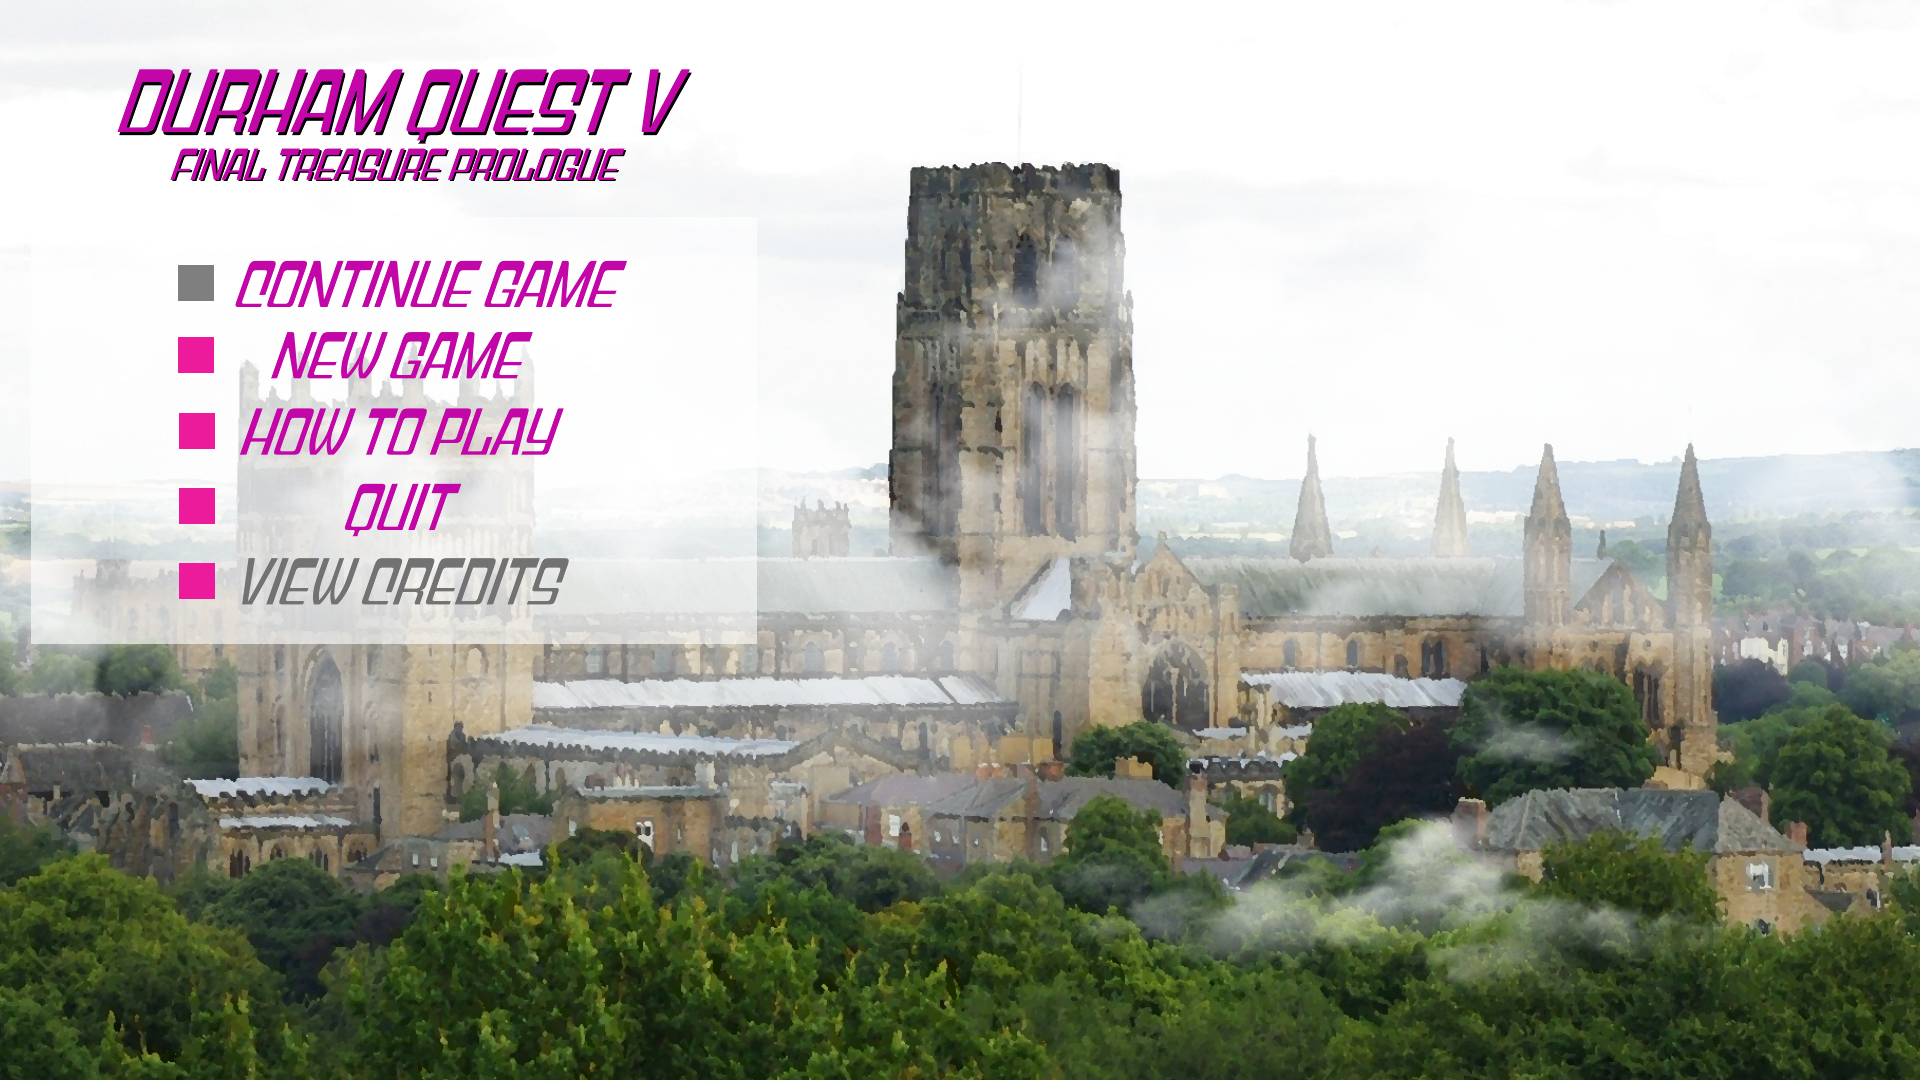 DURHAM QUEST V
FINAL TREASURE PROLOGUE
CONTINUE GAME
NEW GAME
HOW TO PLAY
QUIT
VIEW CREDITS